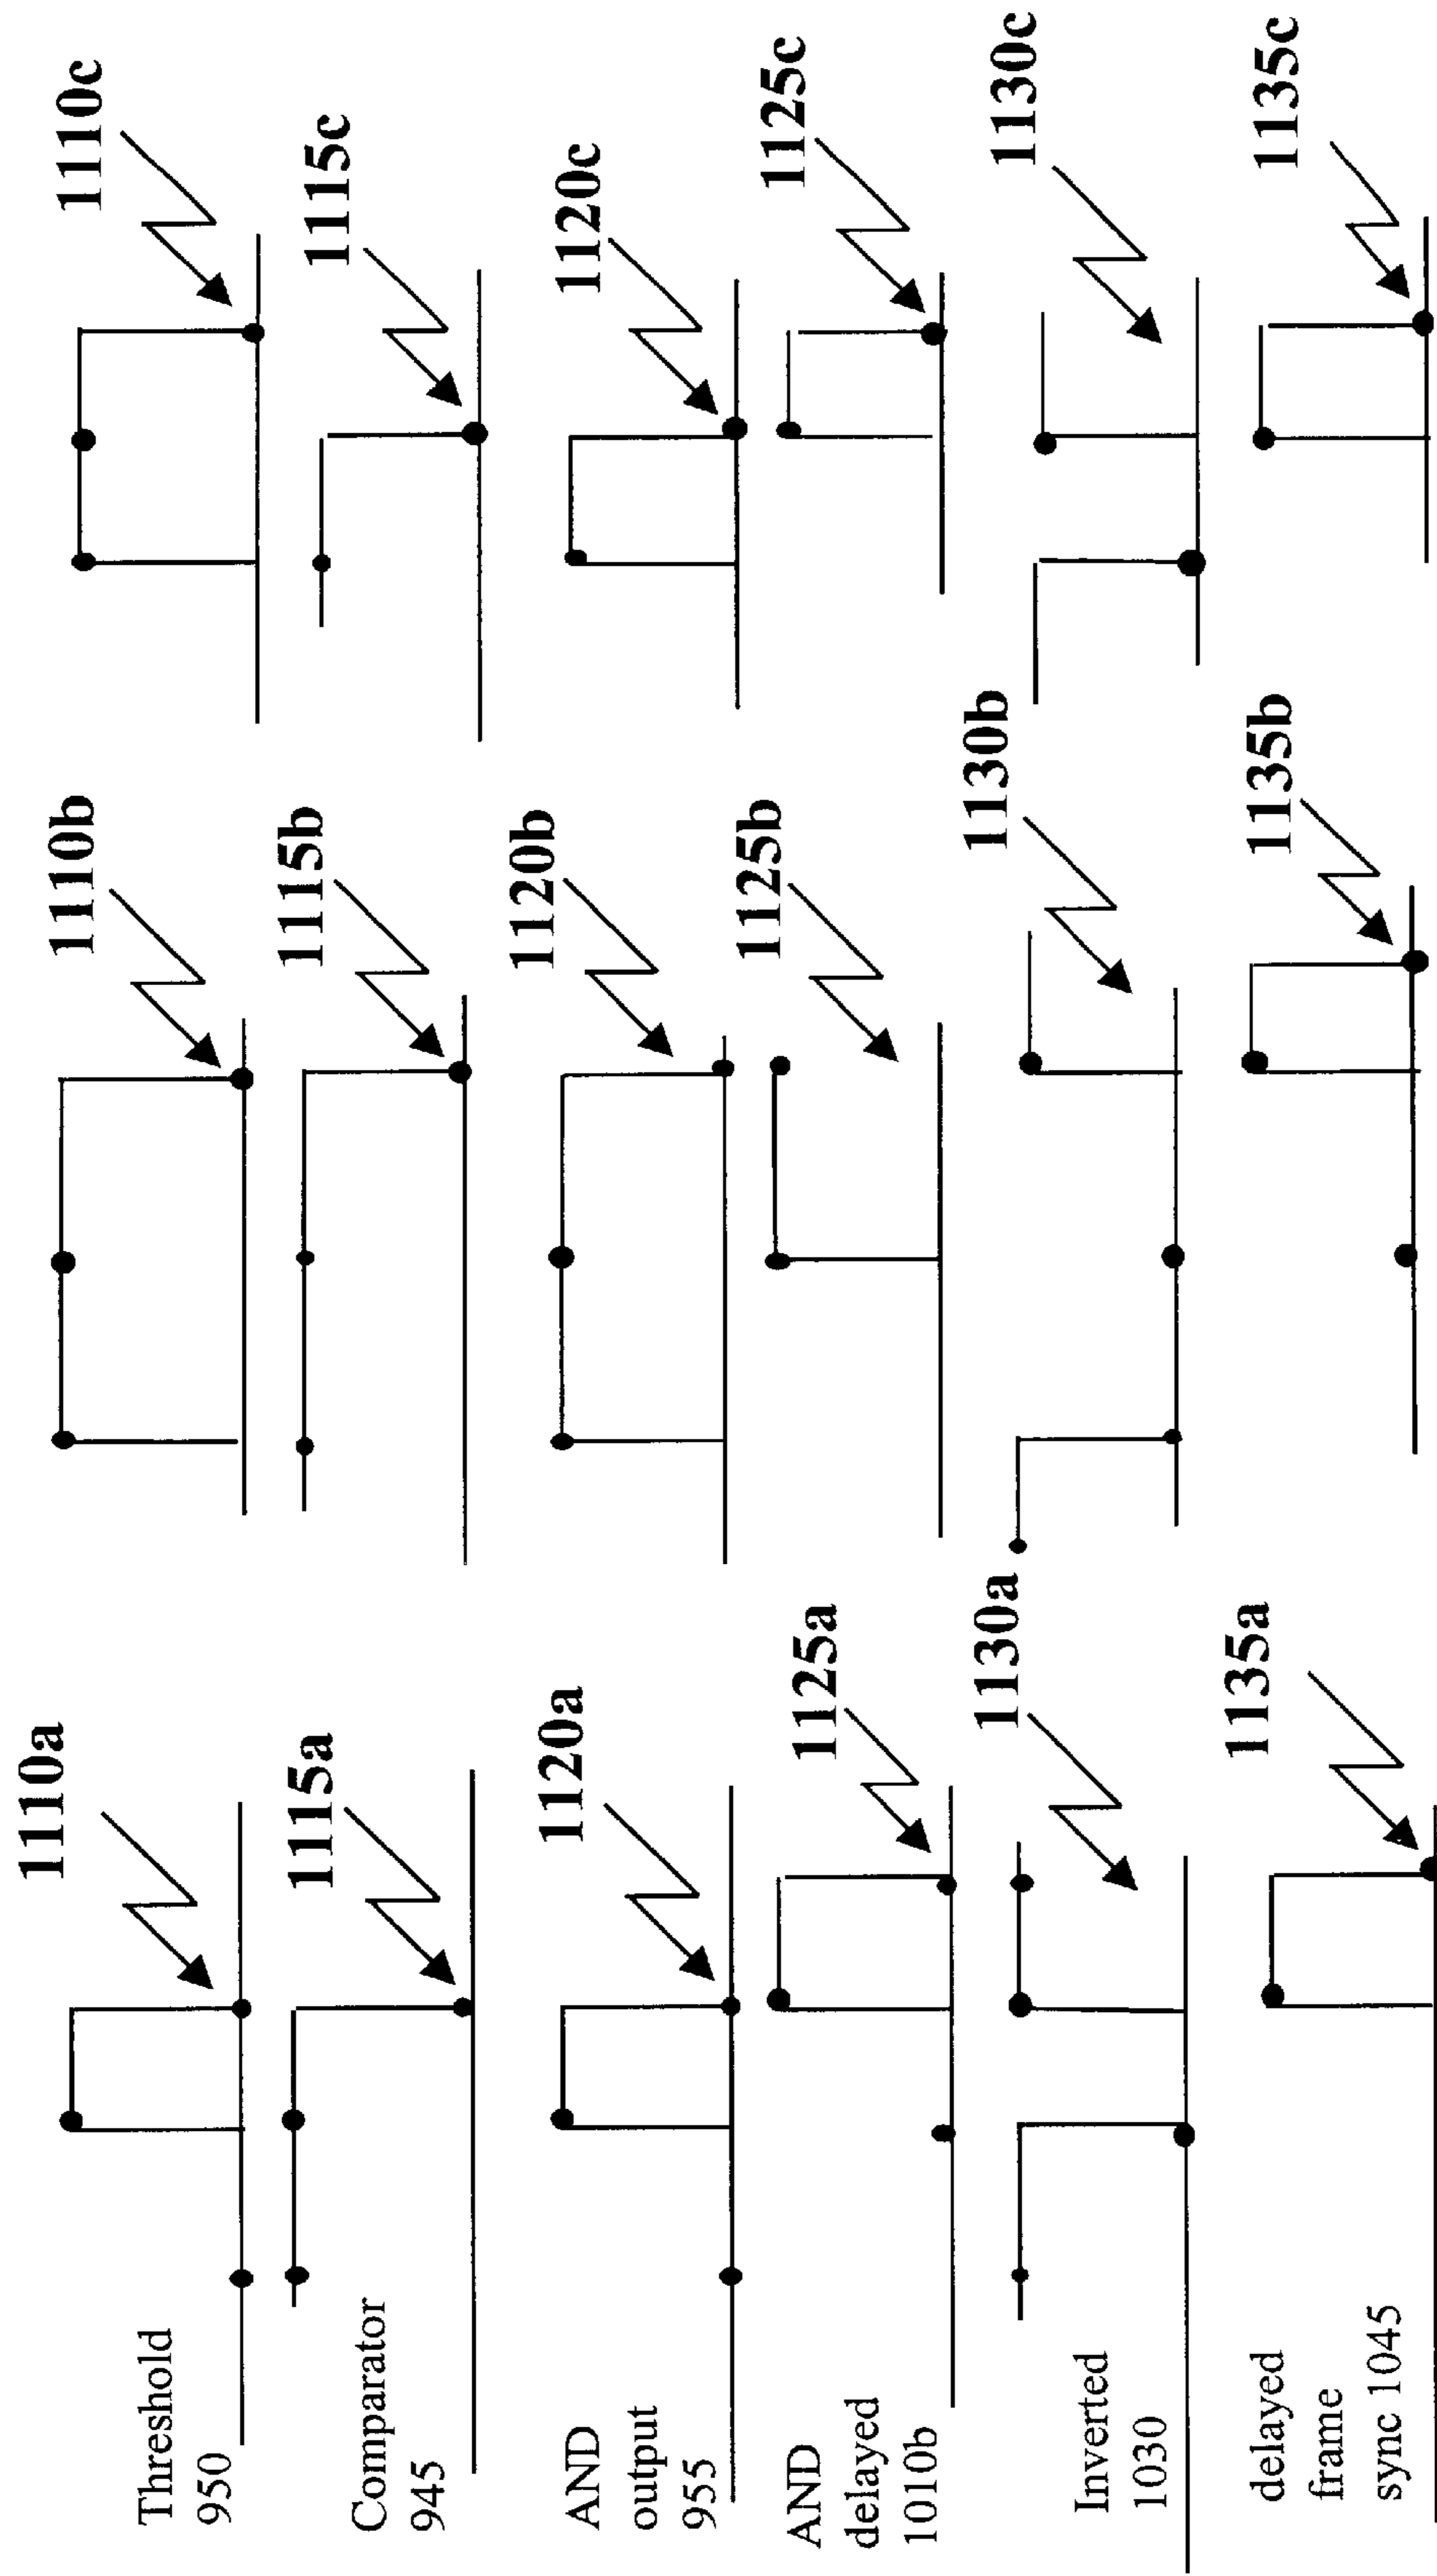 1110a
1110b
1110c
Threshold
950
1115a
1115b
1115c
Comparator
945
1120a
1120b
1120c
AND
output
955
1125a
1125b
1125c
AND
delayed
1010b
1130a
1130b
1130c
Inverted
1030
1135a
1135b
1135c
delayed
frame
sync 1045